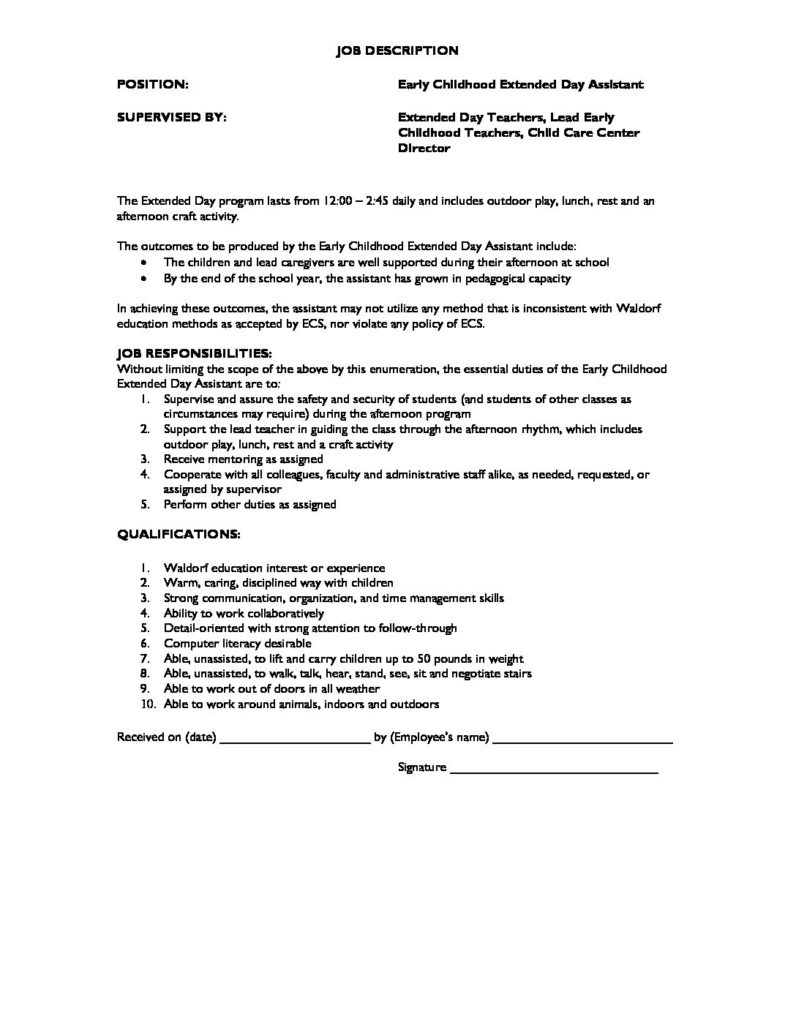 JOB DESCRIPTION
POSITION: Early Childhood Extended Day Assistant
SUPERVISED BY: Extended Day Teachers, Lead Early
Childhood Teachers, Child Care Center
Director
The Extended Day program lasts from 12:00 – 2:45 daily and includes outdoor play, lunch, rest and an
afternoon craft activity.
The outcomes to be produced by the Early Childhood Extended Day Assistant include:
• The children and lead caregivers are well supported during their afternoon at school
• By the end of the school year, the assistant has grown in pedagogical capacity
In achieving these outcomes, the assistant may not utilize any method that is inconsistent with Waldorf
education methods as accepted by ECS, nor violate any policy of ECS.
JOB RESPONSIBILITIES:
Without limiting the scope of the above by this enumeration, the essential duties of the Early Childhood
Extended Day Assistant are to:
1. Supervise and assure the safety and security of students (and students of other classes as
circumstances may require) during the afternoon program
2. Support the lead teacher in guiding the class through the afternoon rhythm, which includes
outdoor play, lunch, rest and a craft activity
3. Receive mentoring as assigned
4. Cooperate with all colleagues, faculty and administrative staff alike, as needed, requested, or
assigned by supervisor
5. Perform other duties as assigned
QUALIFICATIONS:
1. Waldorf education interest or experience
2. Warm, caring, disciplined way with children
3. Strong communication, organization, and time management skills
4. Ability to work collaboratively
5. Detail-oriented with strong attention to follow-through
6. Computer literacy desirable
7. Able, unassisted, to lift and carry children up to 50 pounds in weight
8. Able, unassisted, to walk, talk, hear, stand, see, sit and negotiate stairs
9. Able to work out of doors in all weather
10. Able to work around animals, indoors and outdoors
Received on (date) ______________________ by (Employee's name) __________________________
Signature ______________________________